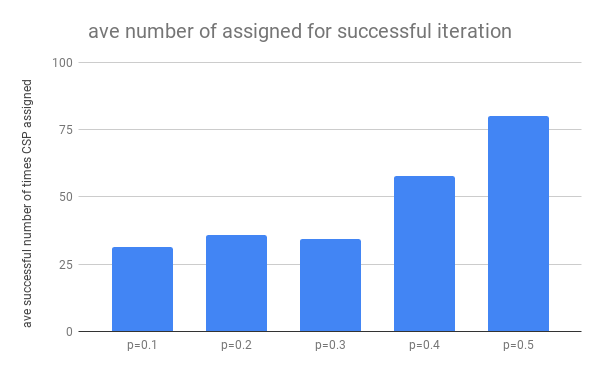 ave number of assigned for successful iteration
ave successful number of times CSP assigned
100
75
50
25
0
p=0.1
p=0.2
p=0.3
p=0.4
p=0.5